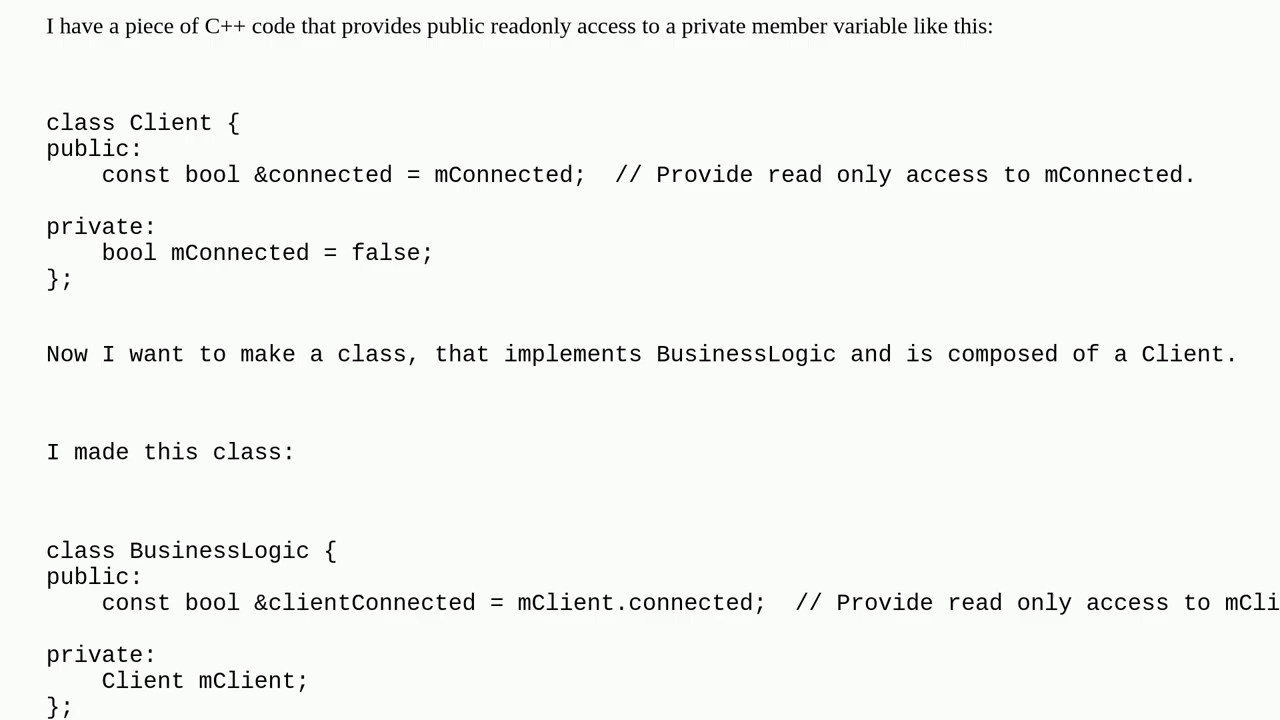 I have a piece of C++ code that provides public readonly access to a private member variable like this:
class Client {
public:
    const bool &connected = mConnected;  // Provide read only access to mConnected.
private:
    bool mConnected = false;
};
Now I want to make a class, that implements BusinessLogic and is composed of a Client.
I made this class:
class BusinessLogic {
public:
    const bool &clientConnected = mClient.connected;  // Provide read only access to mCli
private:
    Client mClient;
};